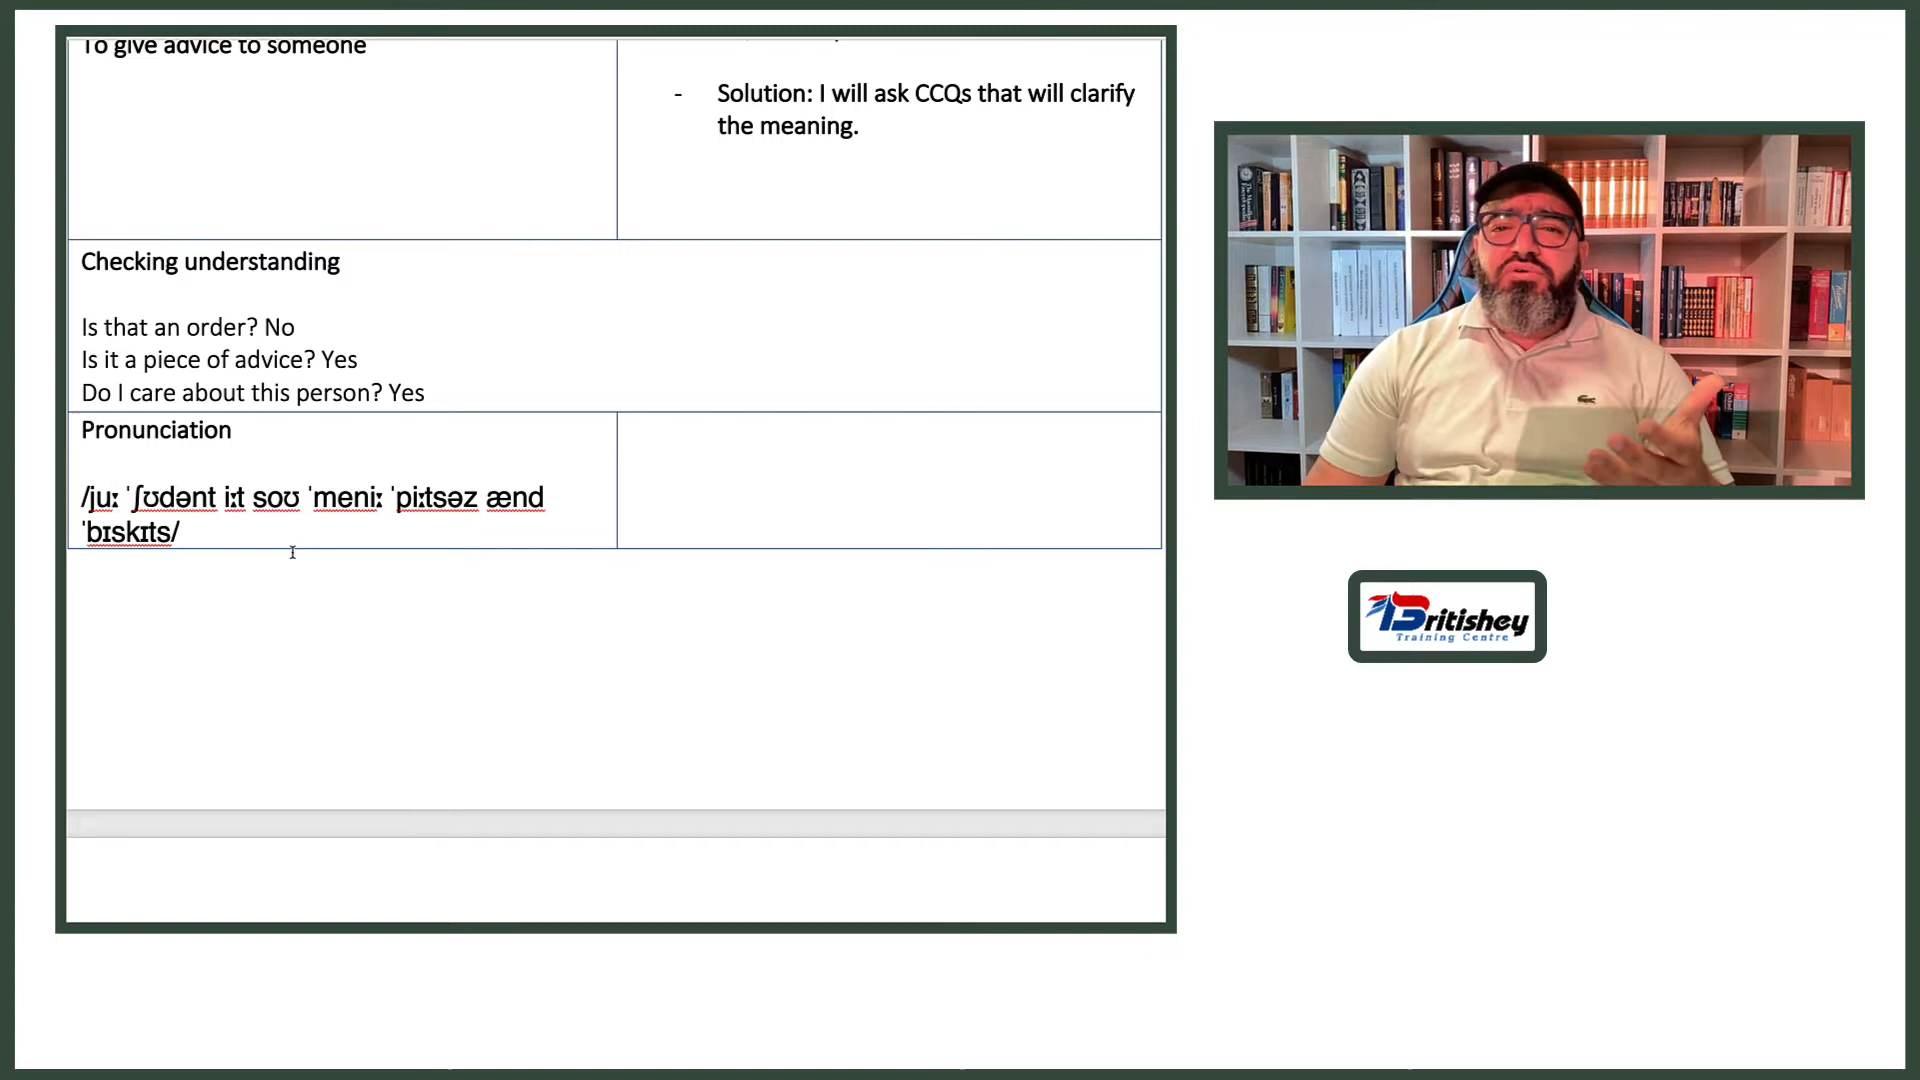 To give advice to someone
- Solution: I will ask CCQs that will clarify
the meaning.
Checking understanding
Is that an order? No
Is it a piece of advice? Yes
Do I care about this person? Yes
Pronunciation
/juː ˈʃʊdənt iːt soʊ ˈmeniː ˈpiːtsəz ænd
ˈbɪskɪts/
Britishey
Training Centre